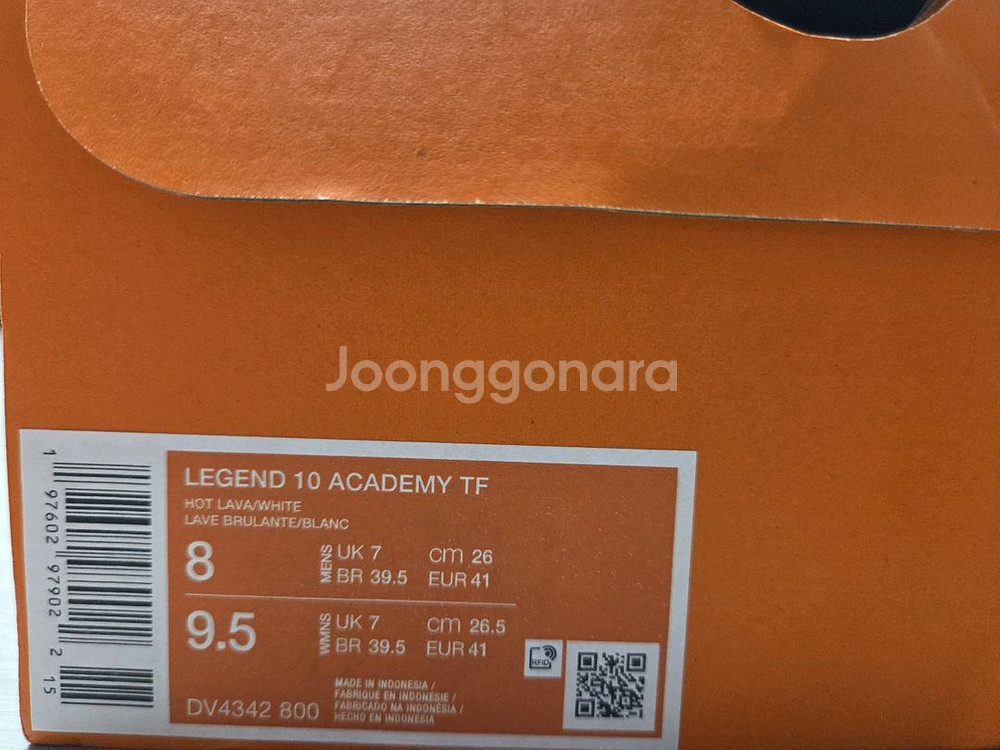 Joonggonara
LEGEND 10 ACADEMY TF
HOT LAVA/WHITE
LAVE BRULANTE/BLANC
8 MENS UK 7 cm 26
BR 39.5 EUR 41
9.5 WMNS UK 7 cm 26.5
BR 39.5 EUR 41
DV4342 800
MADE IN INDONESIA /
FABRIQUE EN INDONESIE /
FABRICADO NA INDONÉSIA /
HECHO EN INDONESIA
RFID
1 97602 97902 2 15